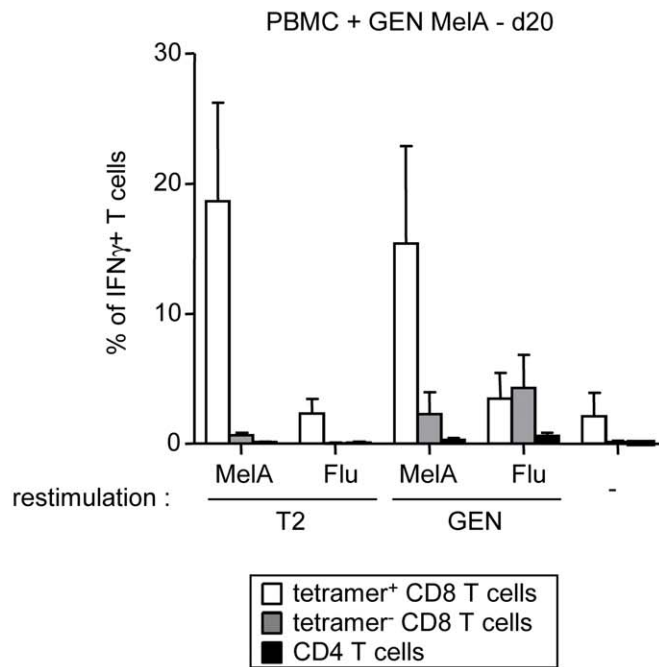 PBMC + GEN MelA - d20
% of IFNγ+ T cells
30
20
10
0
restimulation :
MelA Flu MelA Flu -
T2 GEN
tetramer⁺ CD8 T cells
tetramer⁻ CD8 T cells
CD4 T cells